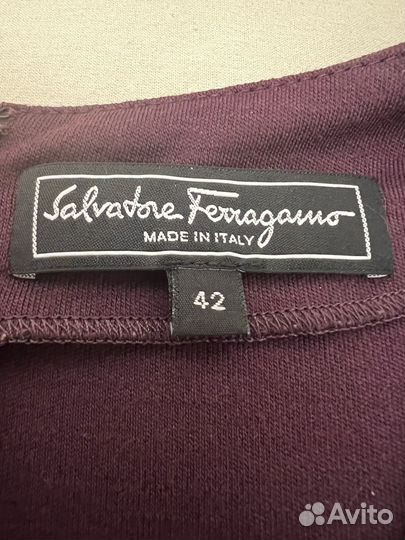 Salvatore Ferragamo
MADE IN ITALY
42
Avito